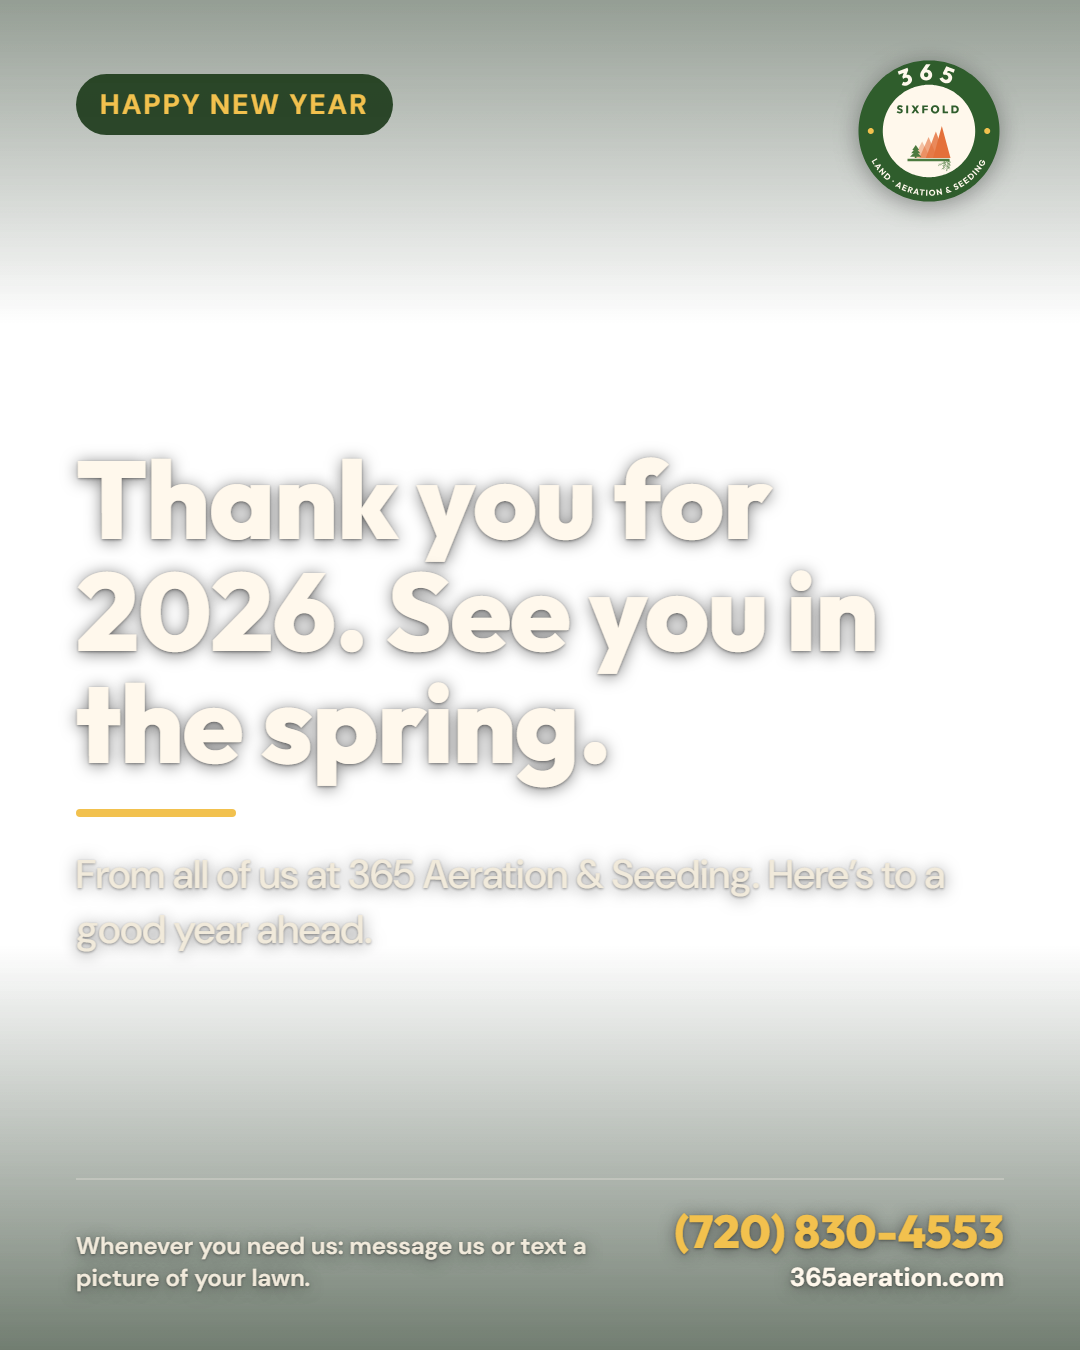 HAPPY NEW YEAR
365
SIXFOLD
LAND · AERATION & SEEDING
Thank you for
2026. See you in
the spring.
From all of us at 365 Aeration & Seeding. Here’s to a
good year ahead.
Whenever you need us: message us or text a
picture of your lawn.
(720) 830-4553
365aeration.com